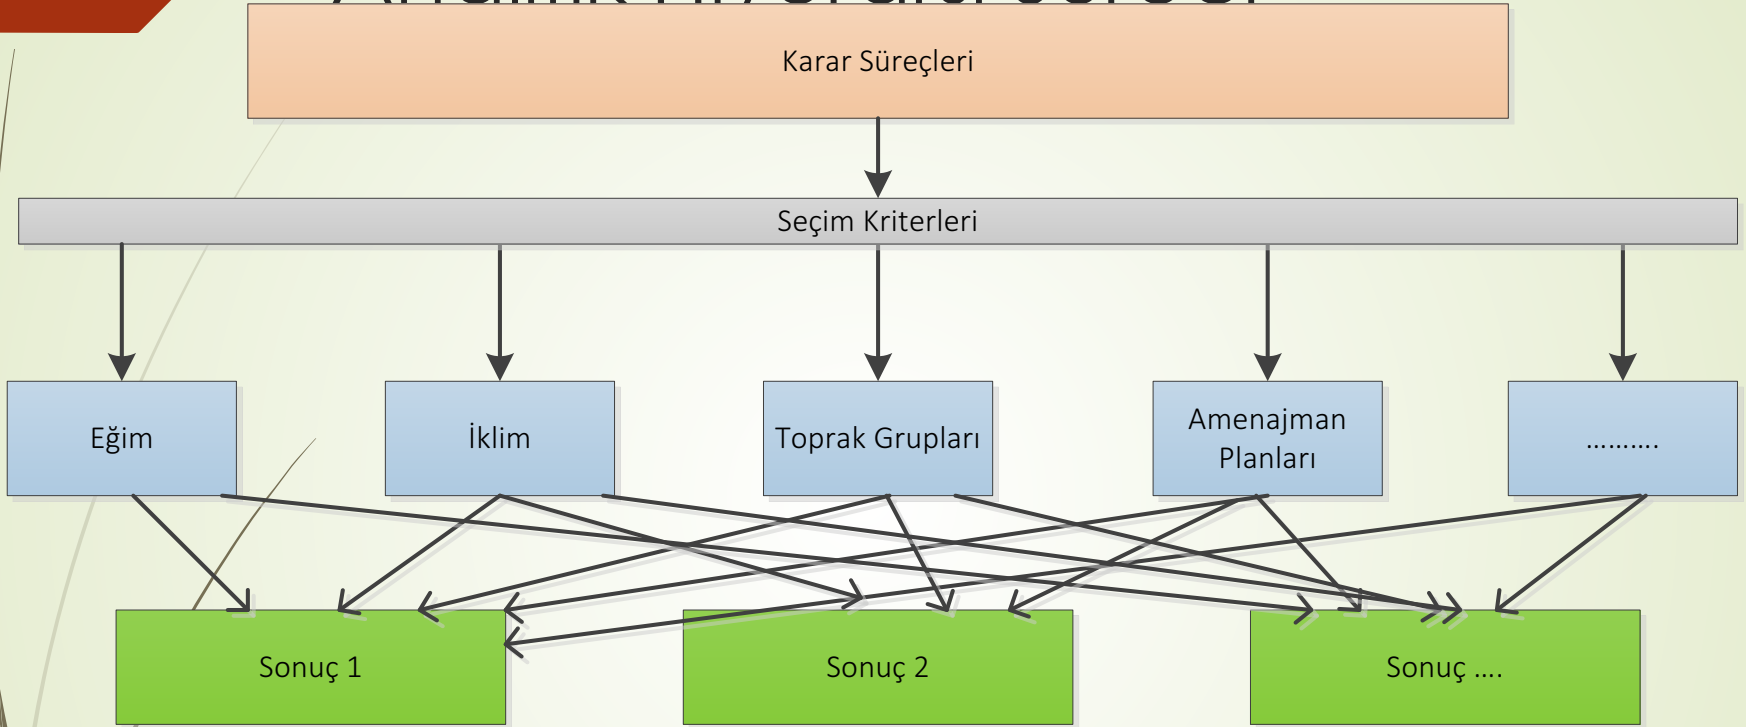 Karar Süreçleri
Seçim Kriterleri
Eğim
İklim
Toprak Grupları
Amenajman
Planları
..........
Sonuç 1
Sonuç 2
Sonuç ....